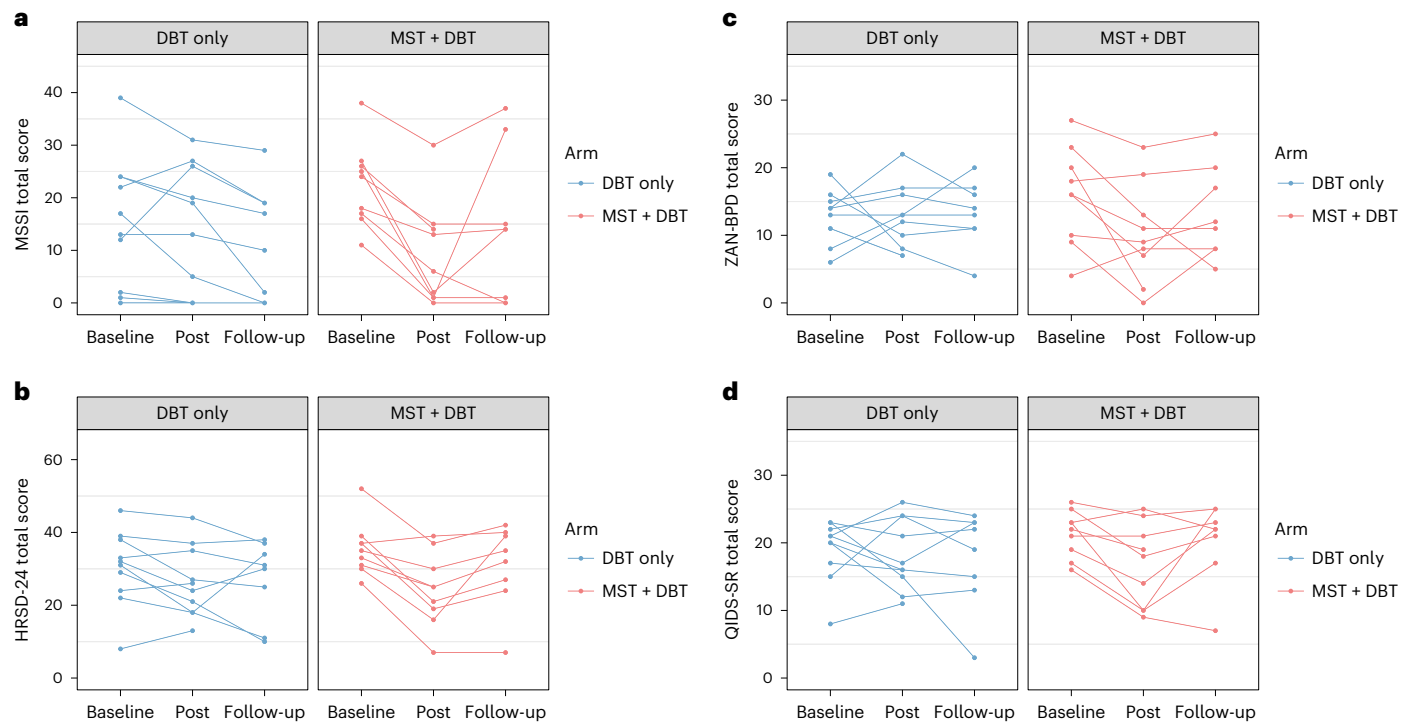 a
DBT only
MST + DBT
MSSI total score
40
30
20
10
0
Baseline Post Follow-up
Baseline Post Follow-up
Arm
DBT only
MST + DBT
c
DBT only
MST + DBT
ZAN-BPD total score
30
20
10
0
Baseline Post Follow-up
Baseline Post Follow-up
Arm
DBT only
MST + DBT
b
DBT only
MST + DBT
HRSD-24 total score
60
40
20
0
Baseline Post Follow-up
Baseline Post Follow-up
Arm
DBT only
MST + DBT
d
DBT only
MST + DBT
QIDS-SR total score
30
20
10
0
Baseline Post Follow-up
Baseline Post Follow-up
Arm
DBT only
MST + DBT